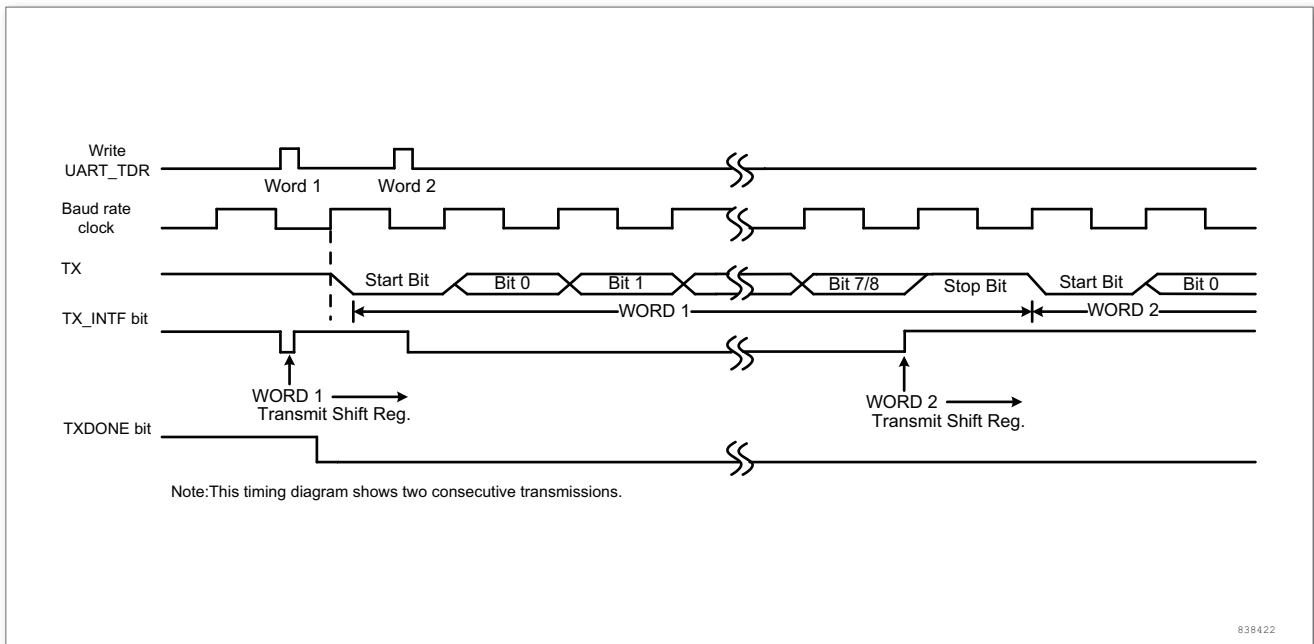 Write
UART_TDR
Word 1 Word 2
Baud rate
clock
TX
Start Bit Bit 0 Bit 1 Bit 7/8 Stop Bit Start Bit Bit 0
WORD 1 WORD 2
TX_INTF bit
WORD 1 WORD 2
Transmit Shift Reg. Transmit Shift Reg.
TXDONE bit
Note:This timing diagram shows two consecutive transmissions.
838422